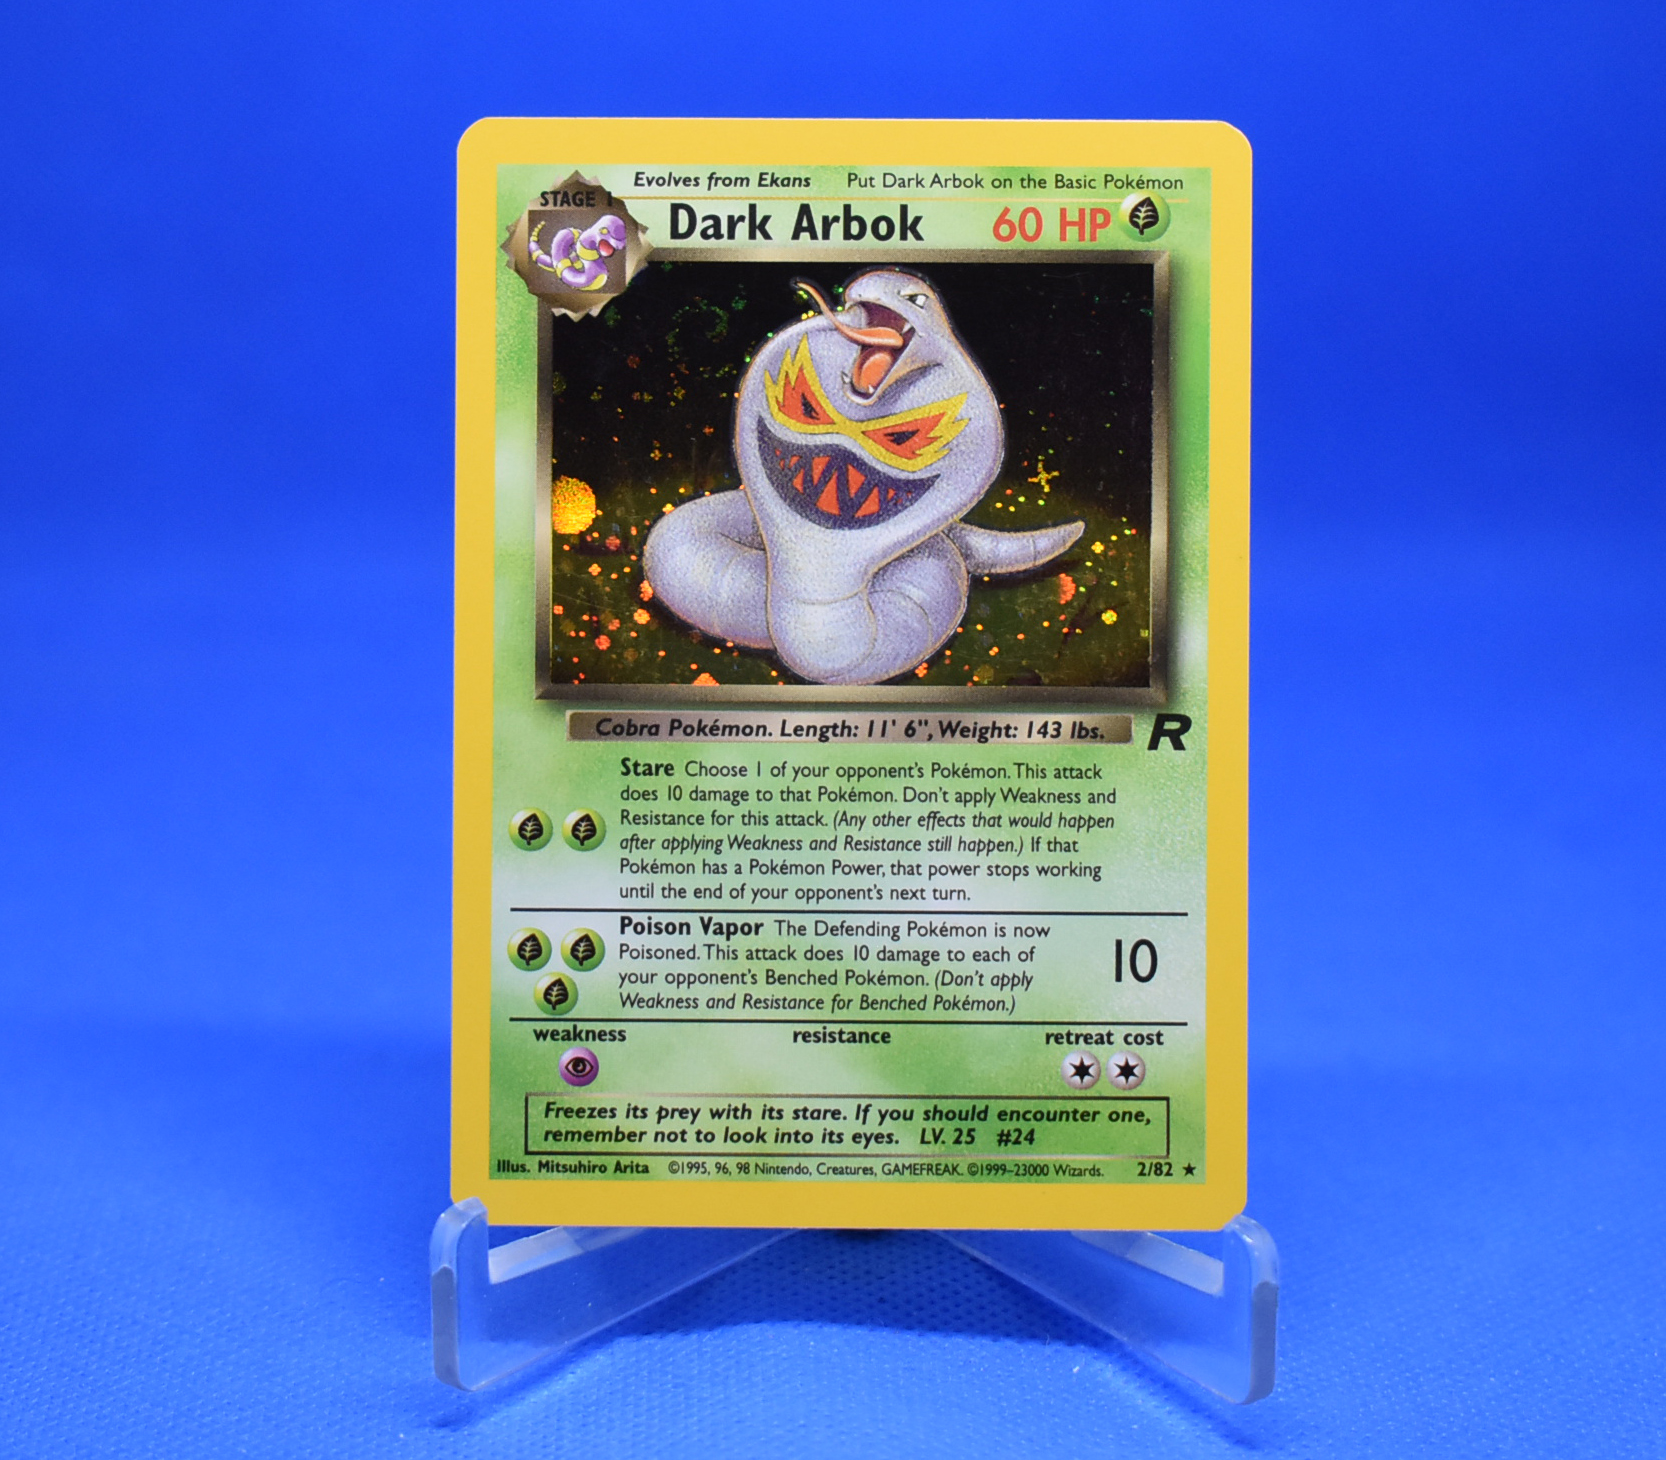 Evolves from Ekans Put Dark Arbok on the Basic Pokémon
STAGE 1
Dark Arbok 60 HP
Cobra Pokémon. Length: 11' 6", Weight: 143 lbs.
R
Stare Choose 1 of your opponent's Pokémon. This attack
does 10 damage to that Pokémon. Don't apply Weakness and
Resistance for this attack. (Any other effects that would happen
after applying Weakness and Resistance still happen.) If that
Pokémon has a Pokémon Power, that power stops working
until the end of your opponent's next turn.
Poison Vapor The Defending Pokémon is now
Poisoned. This attack does 10 damage to each of
your opponent's Benched Pokémon. (Don't apply
Weakness and Resistance for Benched Pokémon.)
10
weakness resistance retreat cost
Freezes its prey with its stare. If you should encounter one,
remember not to look into its eyes. LV. 25 #24
Illus. Mitsuhiro Arita ©1995, 96, 98 Nintendo, Creatures, GAMEFREAK. ©1999–23000 Wizards. 2/82 ★